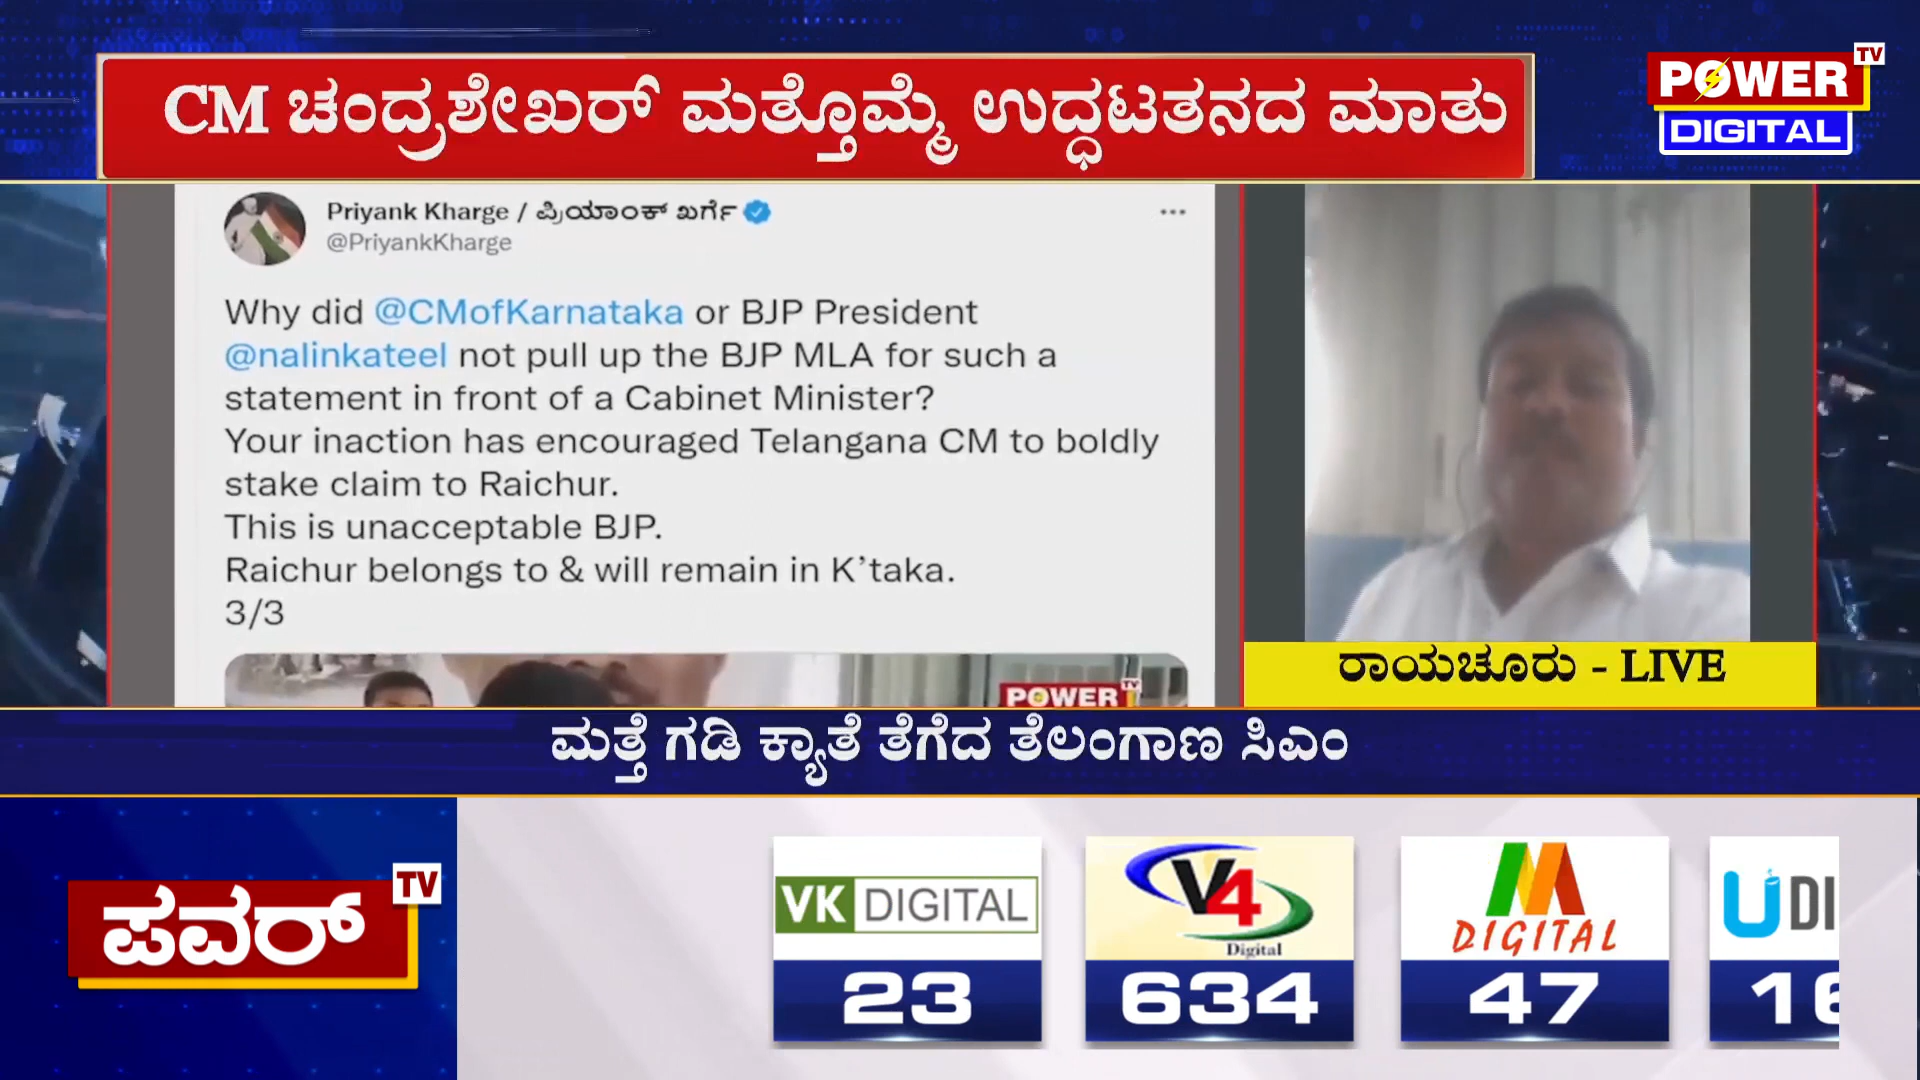 CM ಚಂದ್ರಶೇಖರ್ ಮತ್ತೊಮ್ಮೆ ಉದ್ಧಟತನದ ಮಾತು
POWER TV
DIGITAL
Priyank Kharge / ಪ್ರಿಯಾಂಕ್ ಖರ್ಗೆ
@PriyankKharge
Why did @CMofKarnataka or BJP President
@nalinkateel not pull up the BJP MLA for such a
statement in front of a Cabinet Minister?
Your inaction has encouraged Telangana CM to boldly
stake claim to Raichur.
This is unacceptable BJP.
Raichur belongs to & will remain in K'taka.
3/3
POWER TV
ರಾಯಚೂರು - LIVE
ಮತ್ತೆ ಗಡಿ ಕ್ಯಾತೆ ತೆಗೆದ ತೆಲಂಗಾಣ ಸಿಎಂ
ಪವರ್ TV
VK DIGITAL
23
V4 Digital
634
M DIGITAL
47
U DI
16